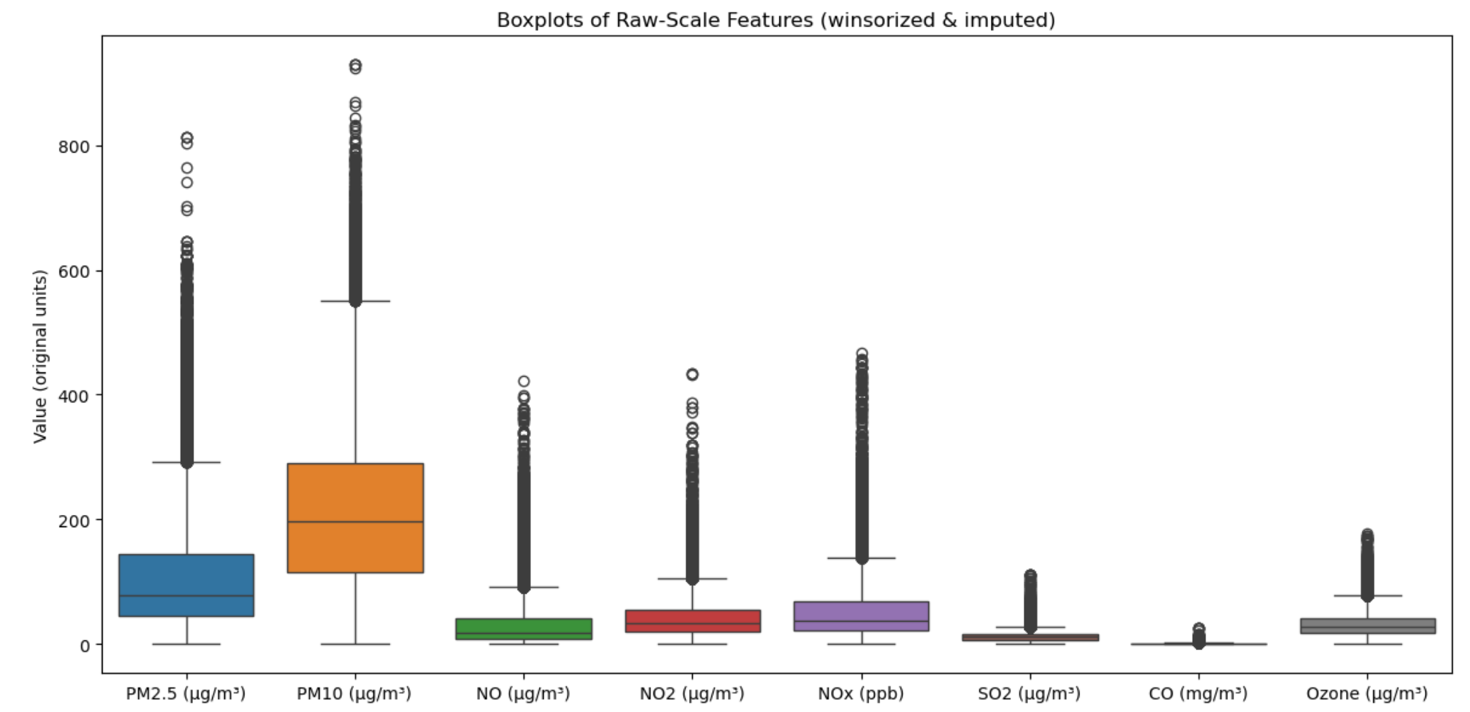 Boxplots of Raw-Scale Features (winsorized & imputed)
Value (original units)
800
600
400
200
0
PM2.5 (µg/m³) PM10 (µg/m³) NO (µg/m³) NO2 (µg/m³) NOx (ppb) SO2 (µg/m³) CO (mg/m³) Ozone (µg/m³)